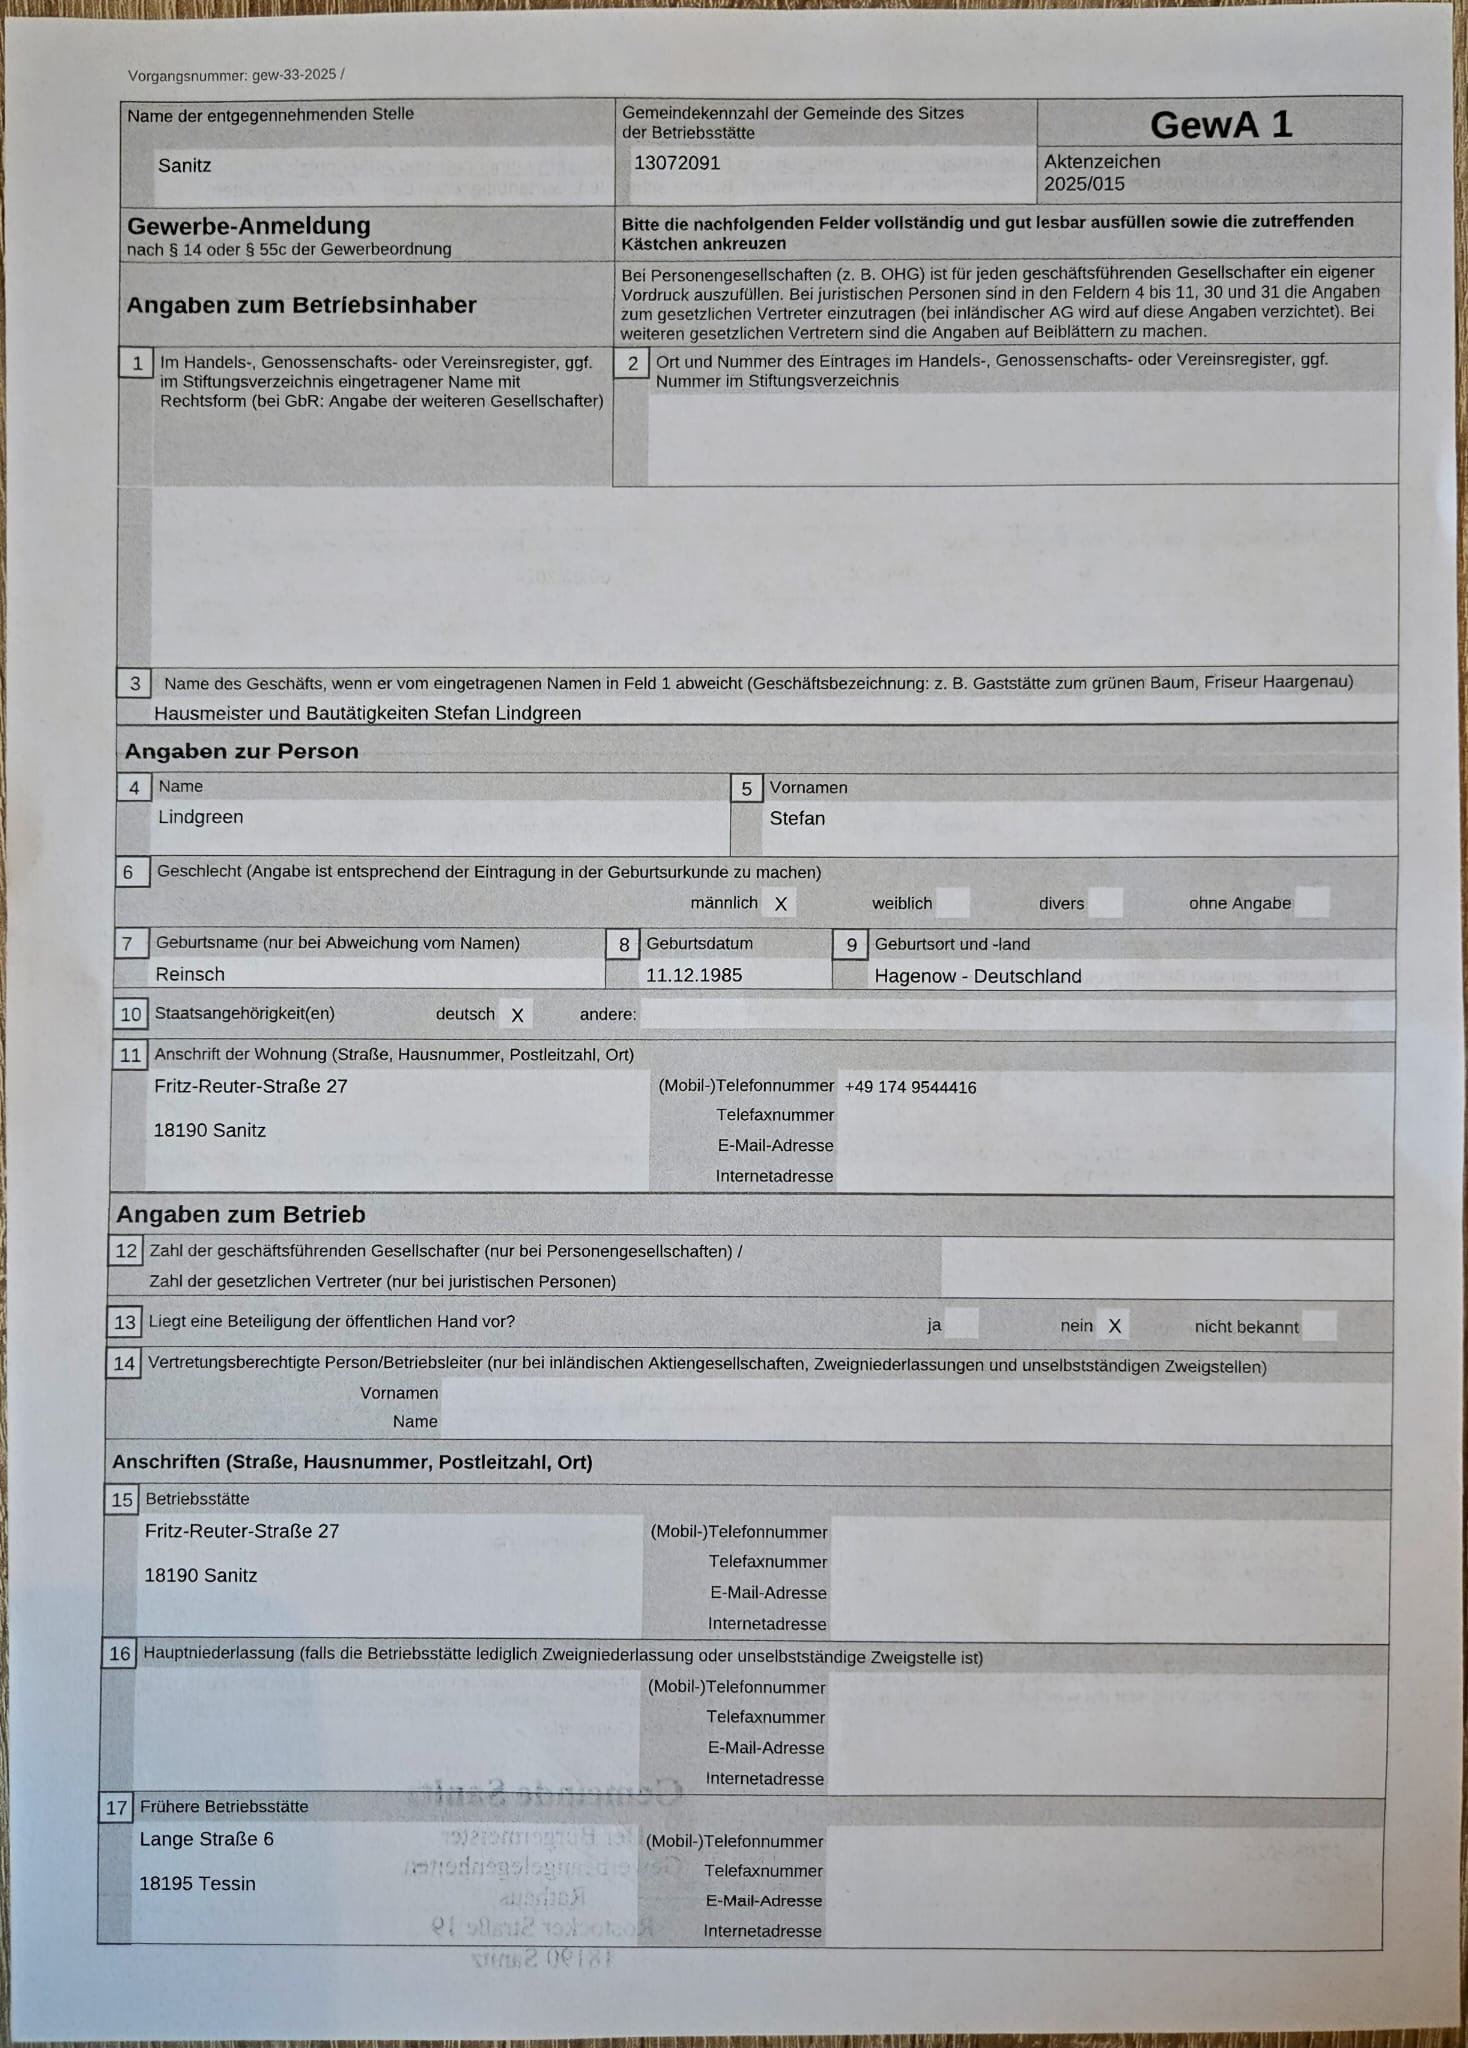 Vorgangsnummer: gew-33-2025 /
Name der entgegennehmenden Stelle
Sanitz
Gemeindekennzahl der Gemeinde des Sitzes
der Betriebsstätte
13072091
GewA 1
Aktenzeichen
2025/015
Gewerbe-Anmeldung
nach § 14 oder § 55c der Gewerbeordnung
Bitte die nachfolgenden Felder vollständig und gut lesbar ausfüllen sowie die zutreffenden
Kästchen ankreuzen
Angaben zum Betriebsinhaber
Bei Personengesellschaften (z. B. OHG) ist für jeden geschäftsführenden Gesellschafter ein eigener
Vordruck auszufüllen. Bei juristischen Personen sind in den Feldern 4 bis 11, 30 und 31 die Angaben
zum gesetzlichen Vertreter einzutragen (bei inländischer AG wird auf diese Angaben verzichtet). Bei
weiteren gesetzlichen Vertretern sind die Angaben auf Beiblättern zu machen.
1 Im Handels-, Genossenschafts- oder Vereinsregister, ggf.
im Stiftungsverzeichnis eingetragener Name mit
Rechtsform (bei GbR: Angabe der weiteren Gesellschafter)
2 Ort und Nummer des Eintrages im Handels-, Genossenschafts- oder Vereinsregister, ggf.
Nummer im Stiftungsverzeichnis
3 Name des Geschäfts, wenn er vom eingetragenen Namen in Feld 1 abweicht (Geschäftsbezeichnung: z. B. Gaststätte zum grünen Baum, Friseur Haargenau)
Hausmeister und Bautätigkeiten Stefan Lindgreen
Angaben zur Person
4 Name
Lindgreen
5 Vornamen
Stefan
6 Geschlecht (Angabe ist entsprechend der Eintragung in der Geburtsurkunde zu machen)
männlich X weiblich divers ohne Angabe
7 Geburtsname (nur bei Abweichung vom Namen)
Reinsch
8 Geburtsdatum
11.12.1985
9 Geburtsort und -land
Hagenow - Deutschland
10 Staatsangehörigkeit(en) deutsch X andere:
11 Anschrift der Wohnung (Straße, Hausnummer, Postleitzahl, Ort)
Fritz-Reuter-Straße 27
18190 Sanitz
(Mobil-)Telefonnummer +49 174 9544416
Telefaxnummer
E-Mail-Adresse
Internetadresse
Angaben zum Betrieb
12 Zahl der geschäftsführenden Gesellschafter (nur bei Personengesellschaften) /
Zahl der gesetzlichen Vertreter (nur bei juristischen Personen)
13 Liegt eine Beteiligung der öffentlichen Hand vor? ja nein X nicht bekannt
14 Vertretungsberechtigte Person/Betriebsleiter (nur bei inländischen Aktiengesellschaften, Zweigniederlassungen und unselbstständigen Zweigstellen)
Vornamen
Name
Anschriften (Straße, Hausnummer, Postleitzahl, Ort)
15 Betriebsstätte
Fritz-Reuter-Straße 27
18190 Sanitz
(Mobil-)Telefonnummer
Telefaxnummer
E-Mail-Adresse
Internetadresse
16 Hauptniederlassung (falls die Betriebsstätte lediglich Zweigniederlassung oder unselbstständige Zweigstelle ist)
(Mobil-)Telefonnummer
Telefaxnummer
E-Mail-Adresse
Internetadresse
17 Frühere Betriebsstätte
Lange Straße 6
18195 Tessin
(Mobil-)Telefonnummer
Telefaxnummer
E-Mail-Adresse
Internetadresse